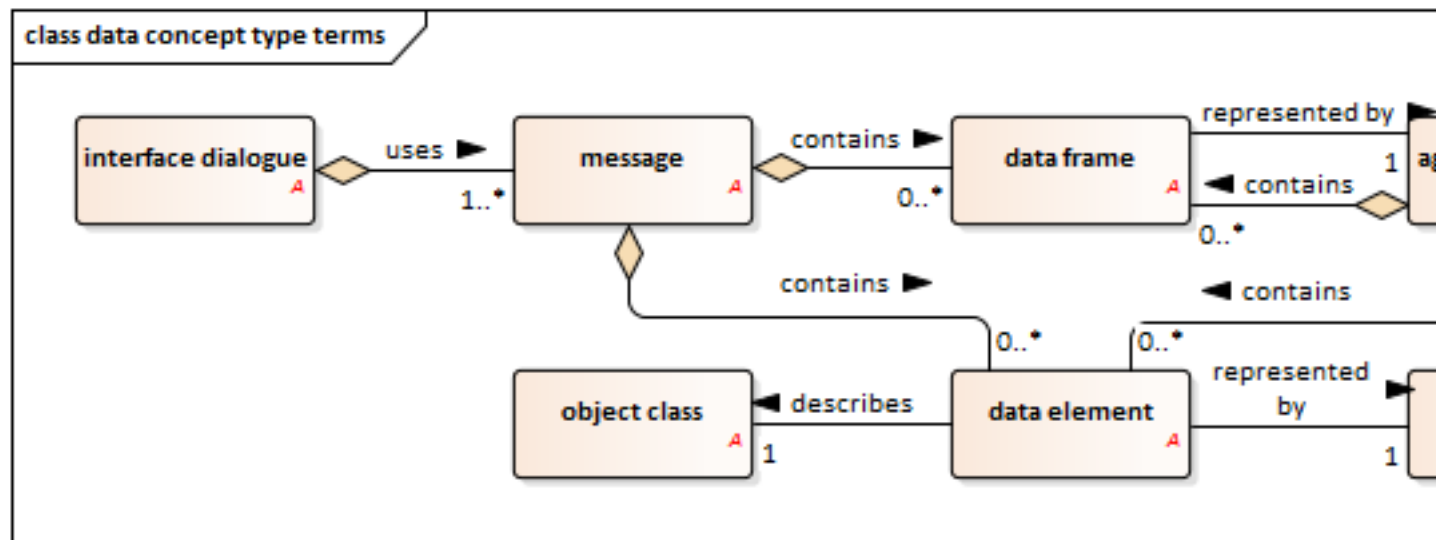 class data concept type terms
represented by
interface dialogue
uses
message
contains
data frame
A
A
A
1..*
0..*
1
contains
0..*
contains
contains
0..*
0..*
object class
describes
data element
represented
by
A
A
1
1